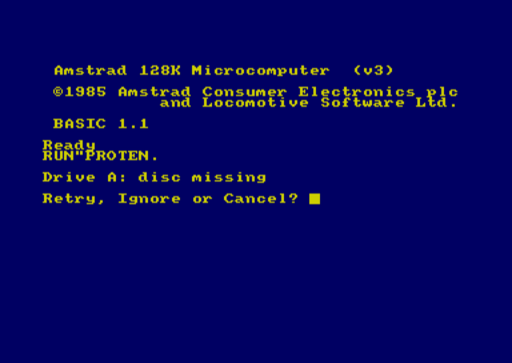 Amstrad 128K Microcomputer (v3)
©1985 Amstrad Consumer Electronics plc
and Locomotive Software Ltd.
BASIC 1.1
Ready
RUN"PROTEN.
Drive A: disc missing
Retry, Ignore or Cancel?